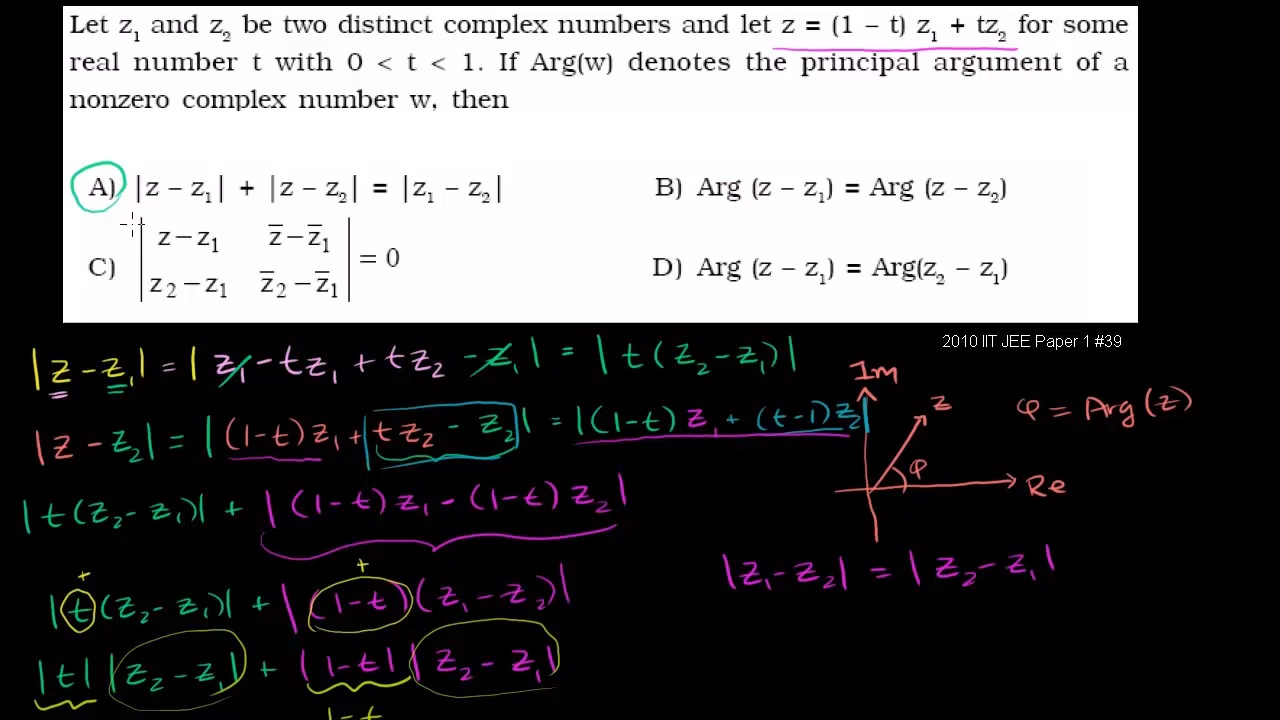 Let z₁ and z₂ be two distinct complex numbers and let z = (1 – t) z₁ + tz₂ for some
real number t with 0 < t < 1. If Arg(w) denotes the principal argument of a
nonzero complex number w, then
A) |z – z₁| + |z – z₂| = |z₁ – z₂|
B) Arg (z – z₁) = Arg (z – z₂)
C) | z – z₁  z̄ – z̄₁ |
| z₂ – z₁  z̄₂ – z̄₁ | = 0
D) Arg (z – z₁) = Arg(z₂ – z₁)
2010 IIT JEE Paper 1 #39
|z - z₁| = | z₁ - tz₁ + tz₂ - z₁ | = | t(z₂ - z₁) |
|z - z₂| = | (1-t)z₁ + |tz₂ - z₂| = |(1-t)z₁ + (t-1)z₂|
Im
z
φ = Arg(z)
φ
Re
|t(z₂ - z₁)| + |(1-t)z₁ - (1-t)z₂|
|z₁ - z₂| = |z₂ - z₁|
+ +
|t(z₂ - z₁)| + |(1-t)(z₁ - z₂)|
|t| |z₂ - z₁| + |1-t| |z₂ - z₁|
1-t